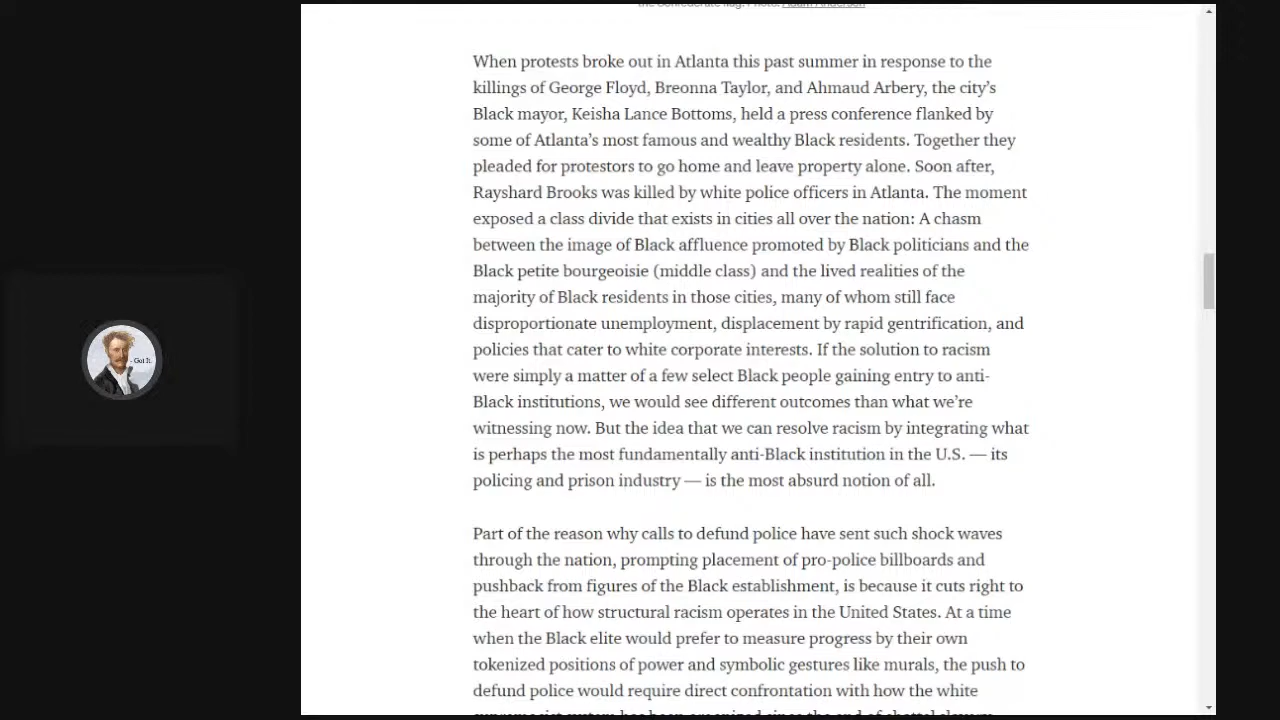 the Confederate flag. Photo: Adam Anderson
When protests broke out in Atlanta this past summer in response to the
killings of George Floyd, Breonna Taylor, and Ahmaud Arbery, the city’s
Black mayor, Keisha Lance Bottoms, held a press conference flanked by
some of Atlanta’s most famous and wealthy Black residents. Together they
pleaded for protestors to go home and leave property alone. Soon after,
Rayshard Brooks was killed by white police officers in Atlanta. The moment
exposed a class divide that exists in cities all over the nation: A chasm
between the image of Black affluence promoted by Black politicians and the
Black petite bourgeoisie (middle class) and the lived realities of the
majority of Black residents in those cities, many of whom still face
disproportionate unemployment, displacement by rapid gentrification, and
policies that cater to white corporate interests. If the solution to racism
were simply a matter of a few select Black people gaining entry to anti-
Black institutions, we would see different outcomes than what we’re
witnessing now. But the idea that we can resolve racism by integrating what
is perhaps the most fundamentally anti-Black institution in the U.S. — its
policing and prison industry — is the most absurd notion of all.
- Got It.
Part of the reason why calls to defund police have sent such shock waves
through the nation, prompting placement of pro-police billboards and
pushback from figures of the Black establishment, is because it cuts right to
the heart of how structural racism operates in the United States. At a time
when the Black elite would prefer to measure progress by their own
tokenized positions of power and symbolic gestures like murals, the push to
defund police would require direct confrontation with how the white